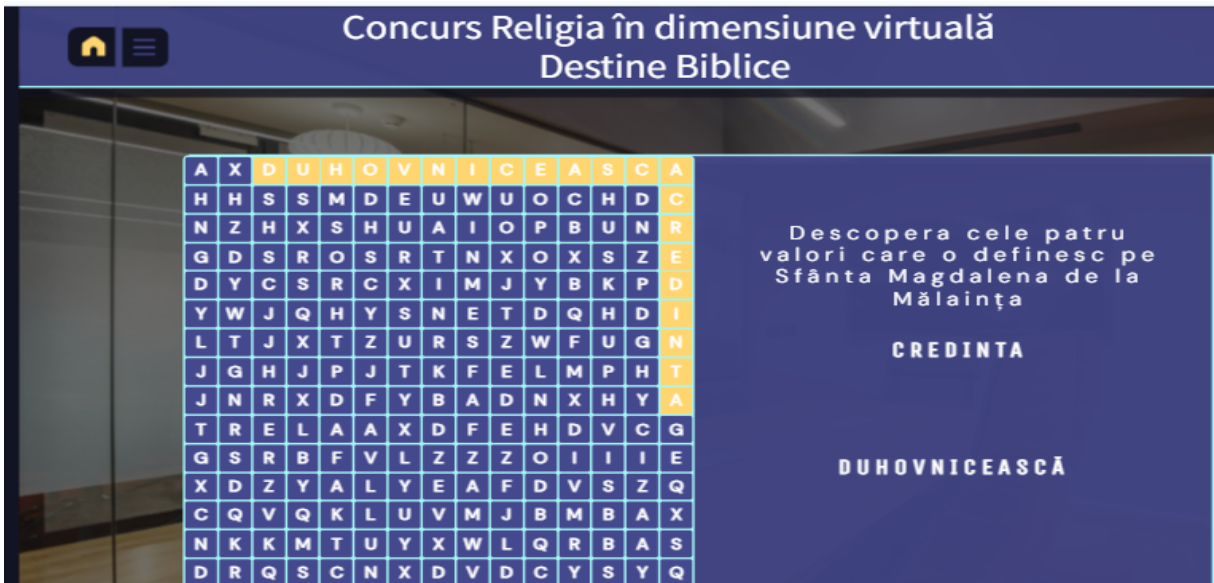 Concurs Religia în dimensiune virtuală
Destine Biblice
A X D U H O V N I C E A S C A
H H S S M D E U W U O C H D C
N Z H X S H U A I O P B U N R
G D S R O S R T N X O X S Z E
D Y C S R C X I M J Y B K P D
Y W J Q H Y S N E T D Q H D I
L T J X T Z U R S Z W F U G N
J G H J P J T K F E L M P H T
J N R X D F Y B A D N X H Y A
T R E L A A X D F E H D V C G
G S R B F V L Z Z Z O I I I E
X D Z Y A L Y E A F D V S Z Q
C Q V Q K L U V M J B M B A X
N K K M T U Y X W L Q R B A S
D R Q S C N X D V D C Y S Y Q
Descopera cele patru
valori care o definesc pe
Sfânta Magdalena de la
Mălaința
CREDINTA
DUHOVNICEASCĂ